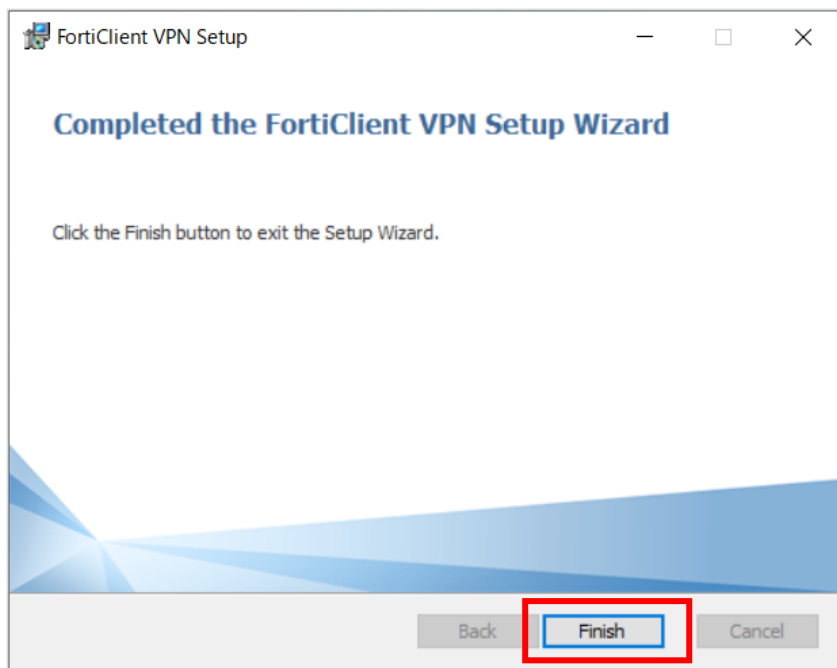 FortiClient VPN Setup
Completed the FortiClient VPN Setup Wizard
Click the Finish button to exit the Setup Wizard.
Back Finish Cancel